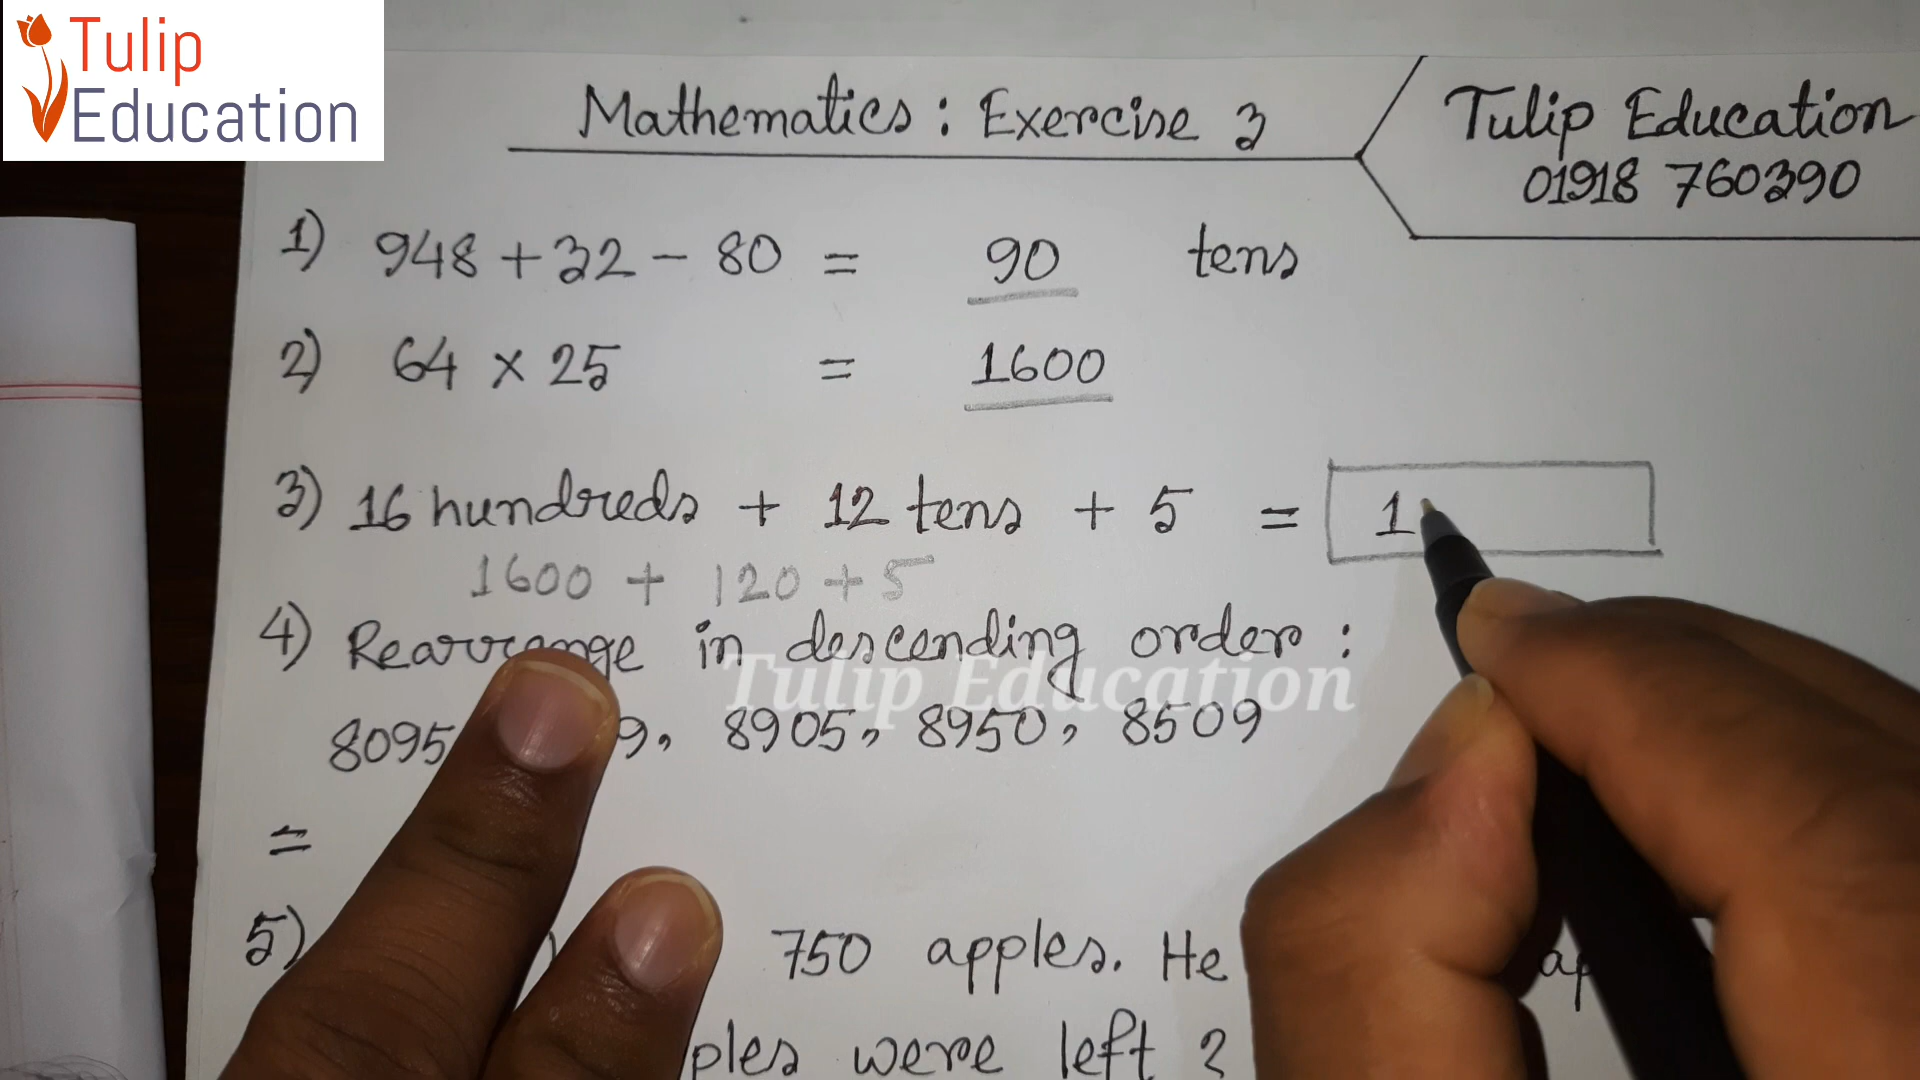 Tulip
Education
Mathematics : Exercise 3
Tulip Education
01918 760390
1) 948 + 32 - 80 = 90 tens
2) 64 × 25 = 1600
3) 16 hundreds + 12 tens + 5 = 1
1600 + 120 + 5
4) Rearrange in descending order :
Tulip Education
8095 9, 8905, 8950, 8509
=
5) 750 apples. He
were left ?